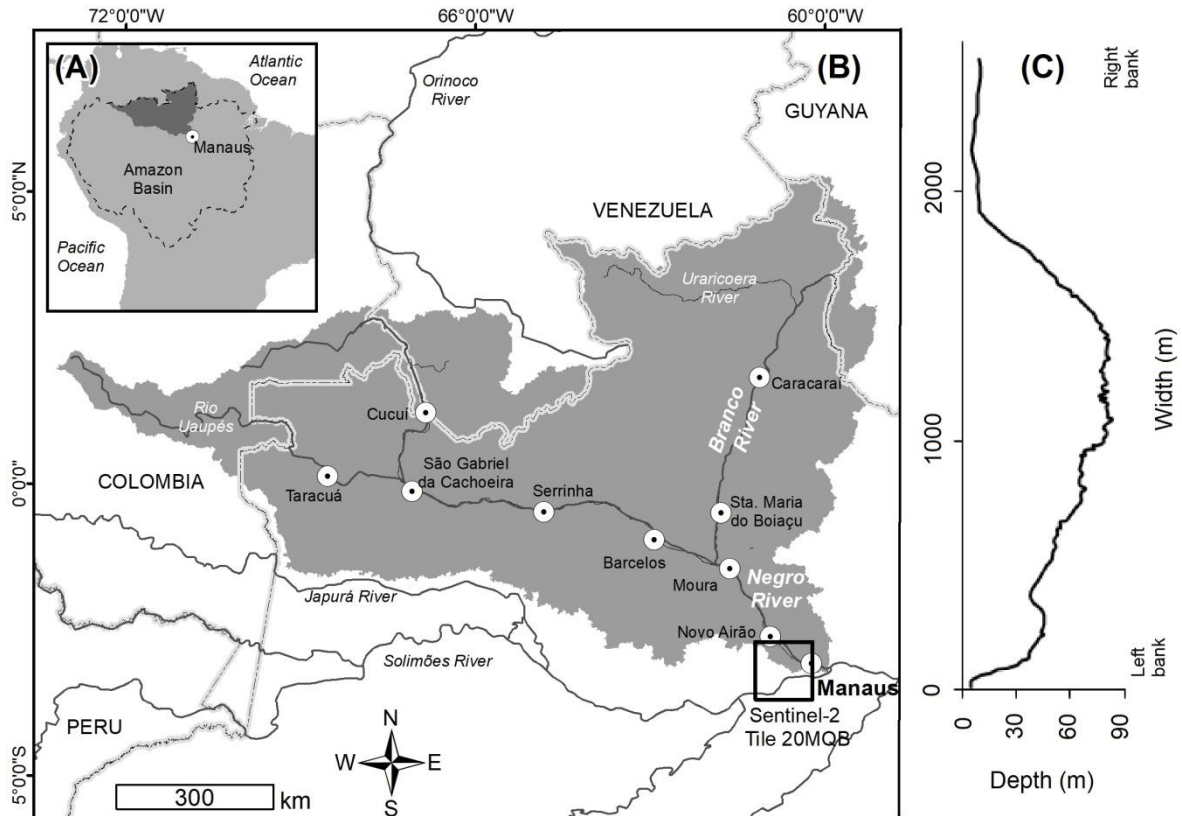 72°0'0"W
66°0'0"W
60°0'0"W
(A)
Atlantic
Ocean
Manaus
Amazon
Basin
Pacific
Ocean
(B)
Orinoco
River
GUYANA
VENEZUELA
5°0'0"N
Uraricoera
River
Caracaraí
Branco
River
Cucuí
Rio
Uaupés
COLOMBIA
São Gabriel
da Cachoeira
Serrinha
Sta. Maria
do Boiaçu
0°0'0"
Taracuá
Barcelos
Moura
Negro
River
Japurá River
Novo Airão
Solimões River
Manaus
PERU
Sentinel-2
Tile 20MQB
N
W
E
S
5°0'0"S
300
km
(C)
Right
bank
2000
Width (m)
1000
Left
bank
0
0
30
60
90
Depth (m)